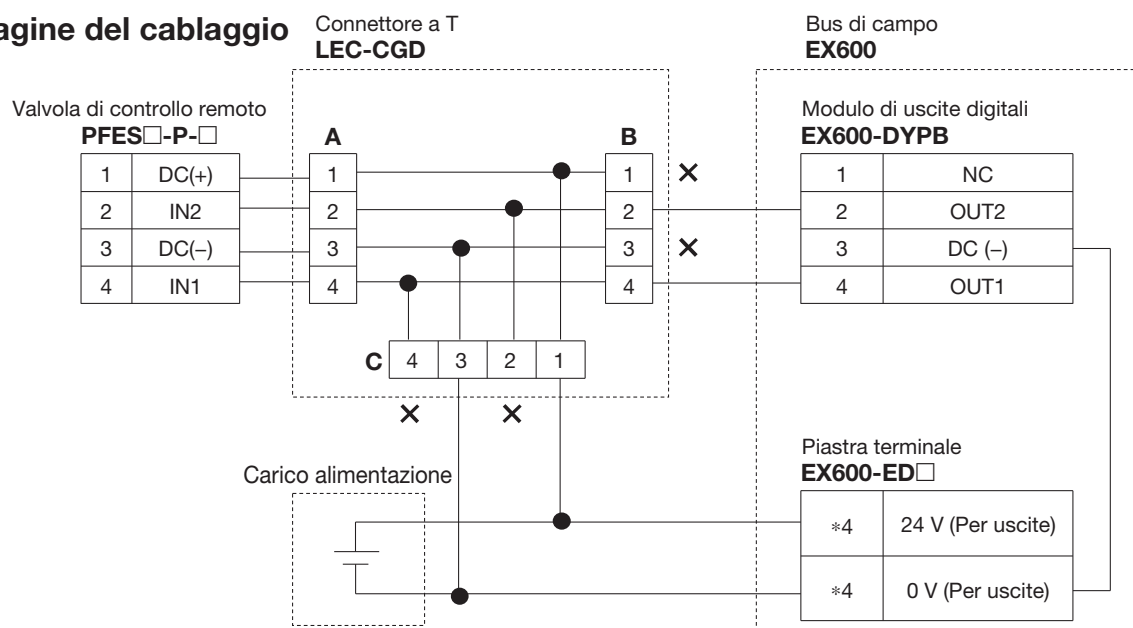 agine del cablaggio
Connettore a T
LEC-CGD
Bus di campo
EX600
Valvola di controllo remoto
PFES□-P-□
Modulo di uscite digitali
EX600-DYPB
A
B
1 DC(+)
2 IN2
3 DC(−)
4 IN1
1
2
3
4
1
2
3
4
1 NC
2 OUT2
3 DC (−)
4 OUT1
C 4 3 2 1
Carico alimentazione
Piastra terminale
EX600-ED□
*4 24 V (Per uscite)
*4 0 V (Per uscite)